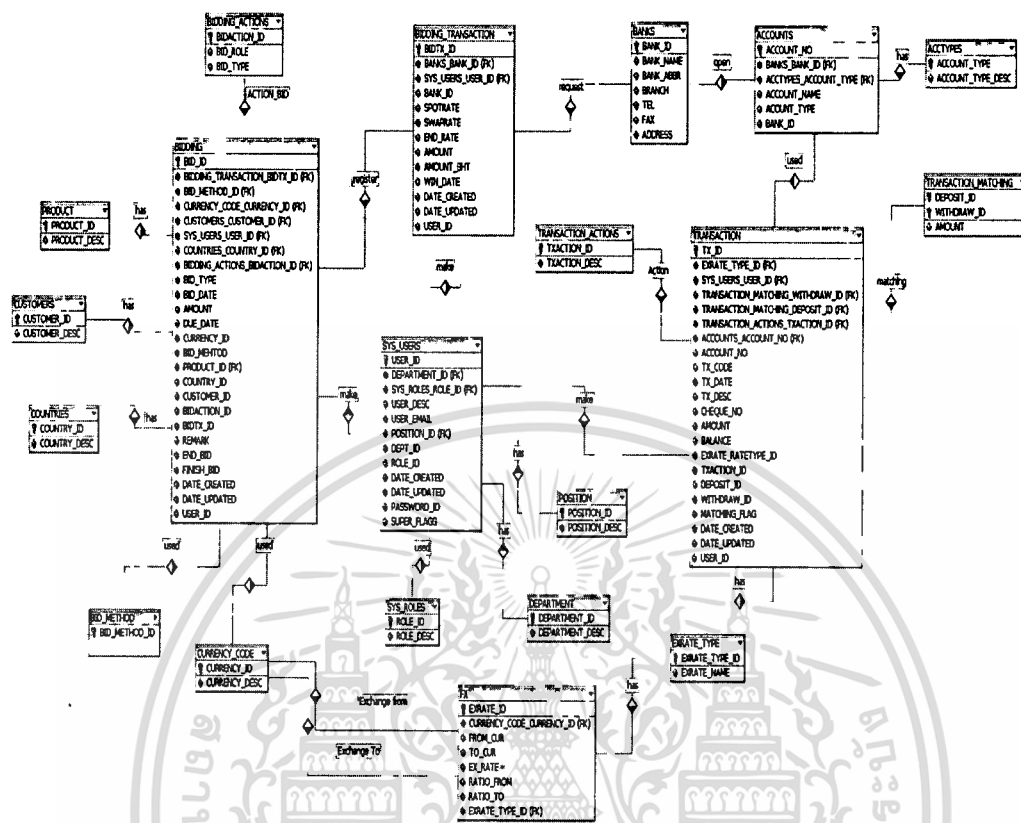 BIDDING_ACTIONS
BIDACTION_ID
BID_ROLE
BID_TYPE
ACTION_BID
BIDDING_TRANSACTION
BIDTX_ID
BANKS_BANK_ID (FK)
SYS_USERS_USER_ID (FK)
BANK_ID
SPOTRATE
SWAPRATE
END_RATE
AMOUNT
AMOUNT_BHT
WIN_DATE
DATE_CREATED
DATE_UPDATED
USER_ID
request
BANKS
BANK_ID
BANK_NAME
BANK_ABBR
BRANCH
TEL
FAX
ADDRESS
open
ACCOUNTS
ACCOUNT_NO
BANKS_BANK_ID (FK)
ACCTYPES_ACCOUNT_TYPE (FK)
ACCOUNT_NAME
ACOUNT_TYPE
BANK_ID
has
ACCTYPES
ACCOUNT_TYPE
ACCOUNT_TYPE_DESC
used
register
BIDDING
BID_ID
BIDDING_TRANSACTION_BIDTX_ID (FK)
BID_METHOD_ID (FK)
CURRENCY_CODE_CURRENCY_ID (FK)
CUSTOMERS_CUSTOMER_ID (FK)
SYS_USERS_USER_ID (FK)
COUNTRIES_COUNTRY_ID (FK)
BIDDING_ACTIONS_BIDACTION_ID (FK)
BID_TYPE
BID_DATE
AMOUNT
DUE_DATE
CURRENCY_ID
BID_MEHTOD
PRODUCT_ID (FK)
COUNTRY_ID
CUSTOMER_ID
BIDACTION_ID
BIDTX_ID
REMARK
END_BID
FINISH_BID
DATE_CREATED
DATE_UPDATED
USER_ID
PRODUCT
PRODUCT_ID
PRODUCT_DESC
has
CUSTOMERS
CUSTOMER_ID
CUSTOMER_DESC
has
COUNTRIES
COUNTRY_ID
COUNTRY_DESC
has
make
make
TRANSACTION_ACTIONS
TXACTION_ID
TXACTION_DESC
Action
TRANSACTION_MATCHING
DEPOSIT_ID
WITHDRAW_ID
AMOUNT
matching
TRANSACTION
TX_ID
EXRATE_TYPE_ID (FK)
SYS_USERS_USER_ID (FK)
TRANSACTION_MATCHING_WITHDRAW_ID (FK)
TRANSACTION_MATCHING_DEPOSIT_ID (FK)
TRANSACTION_ACTIONS_TXACTION_ID (FK)
ACCOUNTS_ACCOUNT_NO (FK)
ACCOUNT_NO
TX_CODE
TX_DATE
TX_DESC
CHEQUE_NO
AMOUNT
BALANCE
EXRATE_RATETYPE_ID
TXACTION_ID
DEPOSIT_ID
WITHDRAW_ID
MATCHING_FLAG
DATE_CREATED
DATE_UPDATED
USER_ID
SYS_USERS
USER_ID
DEPARTMENT_ID (FK)
SYS_ROLES_ROLE_ID (FK)
USER_DESC
USER_EMAIL
POSITION_ID (FK)
DEPT_ID
ROLE_ID
DATE_CREATED
DATE_UPDATED
PASSWORD_ID
SUPER_FLAGG
make
has
POSITION
POSITION_ID
POSITION_DESC
has
used
used
used
has
BID_METHOD
BID_METHOD_ID
SYS_ROLES
ROLE_ID
ROLE_DESC
DEPARTMENT
DEPARTMENT_ID
DEPARTMENT_DESC
EXRATE_TYPE
EXRATE_TYPE_ID
EXRATE_NAME
CURRENCY_CODE
CURRENCY_ID
CURRENCY_DESC
Exchange from
Exchange To
has
FX
EXRATE_ID
CURRENCY_CODE_CURRENCY_ID (FK)
FROM_CUR
TO_CUR
EX_RATE*
RATIO_FROM
RATIO_TO
EXRATE_TYPE_ID (FK)